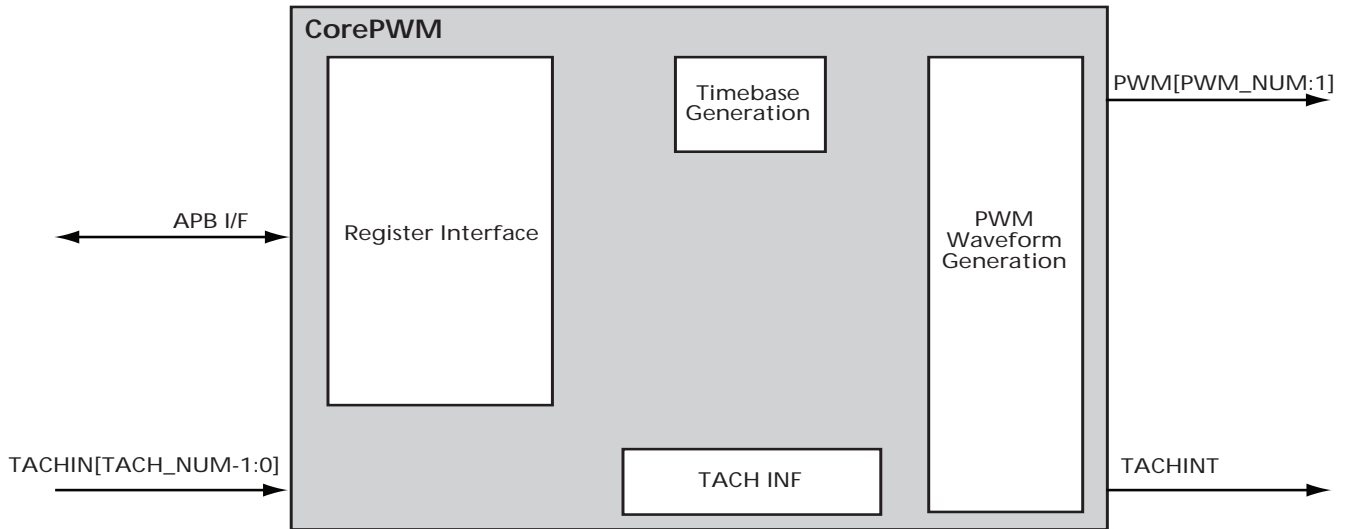 CorePWM
Timebase
Generation
PWM[PWM_NUM:1]
APB I/F
Register Interface
PWM
Waveform
Generation
TACHIN[TACH_NUM-1:0]
TACH INF
TACHINT